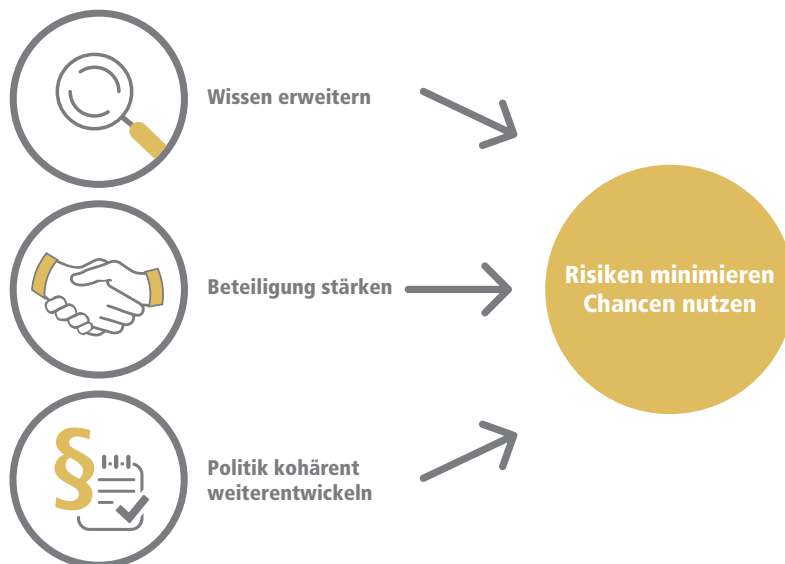 Wissen erweitern
Beteiligung stärken
Risiken minimieren
Chancen nutzen
§
Politik kohärent
weiterentwickeln